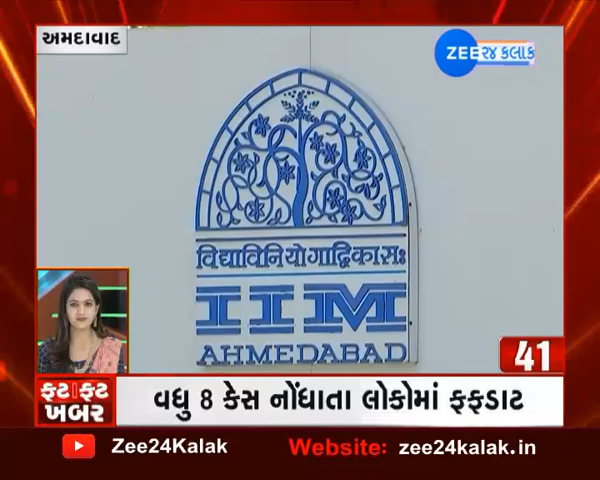 અમદાવાદ
ZEE ૨૪ કલાક
विद्याविनियोगाद्विकासः
IIM
AHMEDABAD
41
ફટાફટ
ખબર
વધુ 8 કેસ નોંધાતા લોકોમાં ફફડાટ
Zee24Kalak
Website: zee24kalak.in